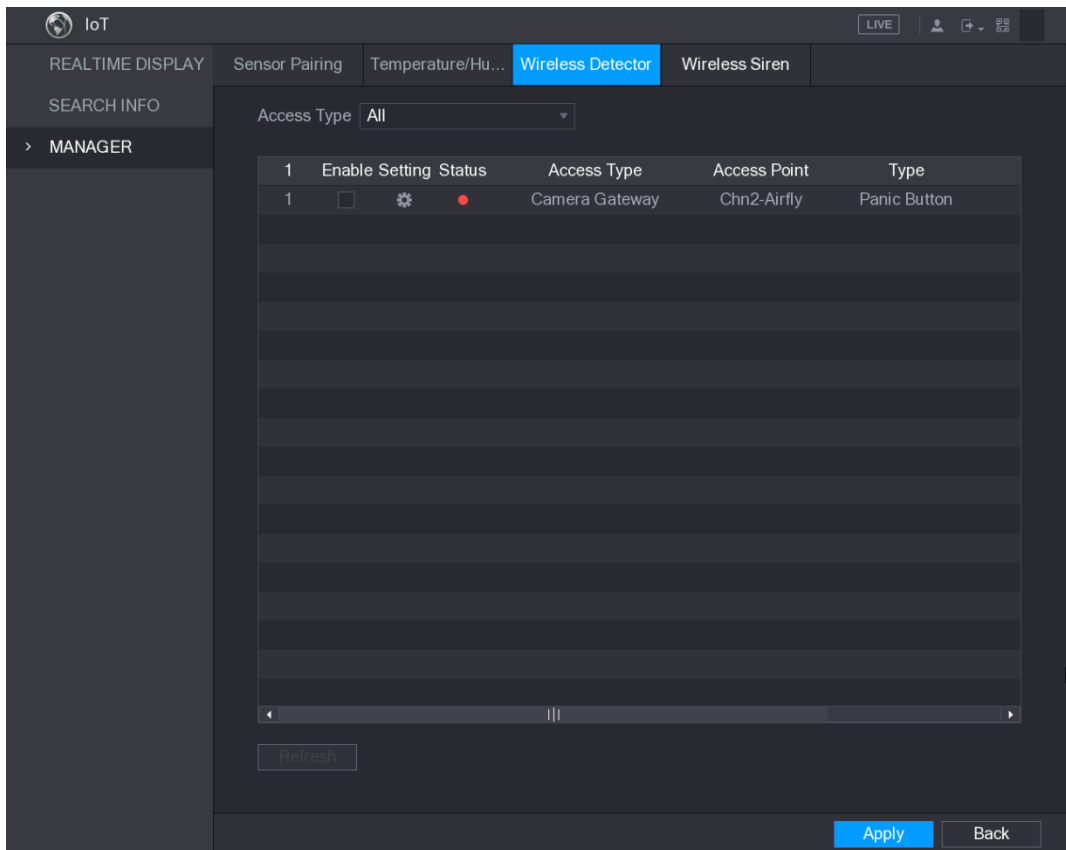 IoT LIVE
REALTIME DISPLAY
SEARCH INFO
> MANAGER
Sensor Pairing Temperature/Hu... Wireless Detector Wireless Siren
Access Type All
1 Enable Setting Status Access Type Access Point Type
1 Camera Gateway Chn2-Airfly Panic Button
Refresh
Apply Back